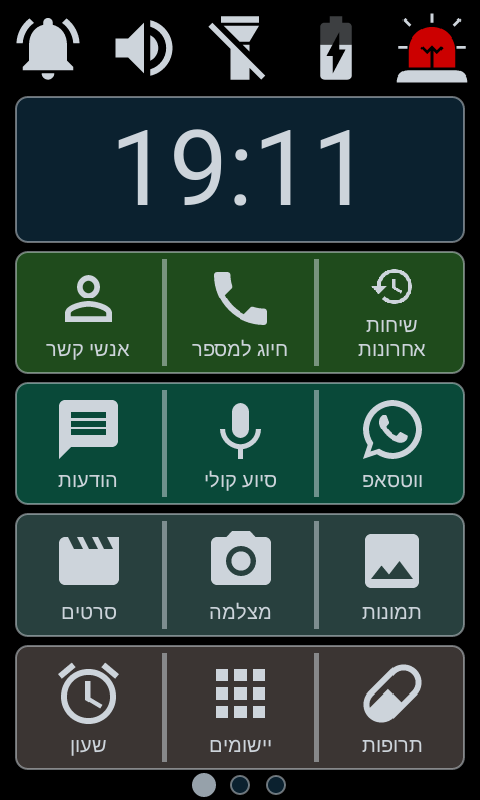 19:11
שיחות
אחרונות
חיוג למספר
אנשי קשר
ווטסאפ
סיוע קולי
הודעות
תמונות
מצלמה
סרטים
תרופות
יישומים
שעון